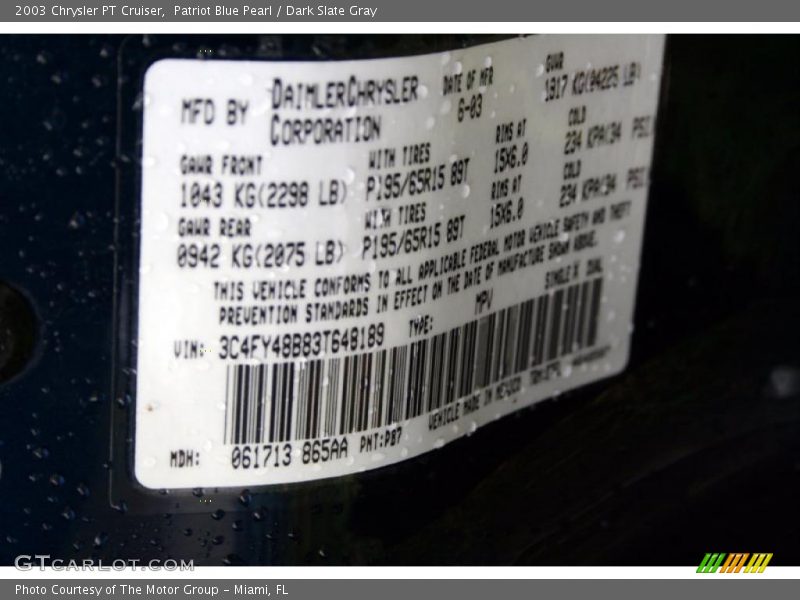 2003 Chrysler PT Cruiser, Patriot Blue Pearl / Dark Slate Gray
MFD BY DAIMLERCHRYSLER CORPORATION
DATE OF MFR 6-03
GVWR 1917 KG(04225 LB)
GAWR FRONT WITH TIRES RIMS AT COLD
1043 KG(2298 LB) P195/65R15 89T 15X6.0 234 KPA(34 PSI)
GAWR REAR WITH TIRES RIMS AT COLD
0942 KG(2075 LB) P195/65R15 89T 15X6.0 234 KPA(34 PSI
THIS VEHICLE CONFORMS TO ALL APPLICABLE FEDERAL MOTOR VEHICLE SAFETY AND THEFT
PREVENTION STANDARDS IN EFFECT ON THE DATE OF MANUFACTURE SHOWN ABOVE.
VIN: 3C4FY48B83T648189 TYPE: MPV SINGLE X
MDH: 061713 865AA PNT:PB7 VEHICLE MADE IN MEXICO
GTCARLOT.COM
Photo Courtesy of The Motor Group - Miami, FL